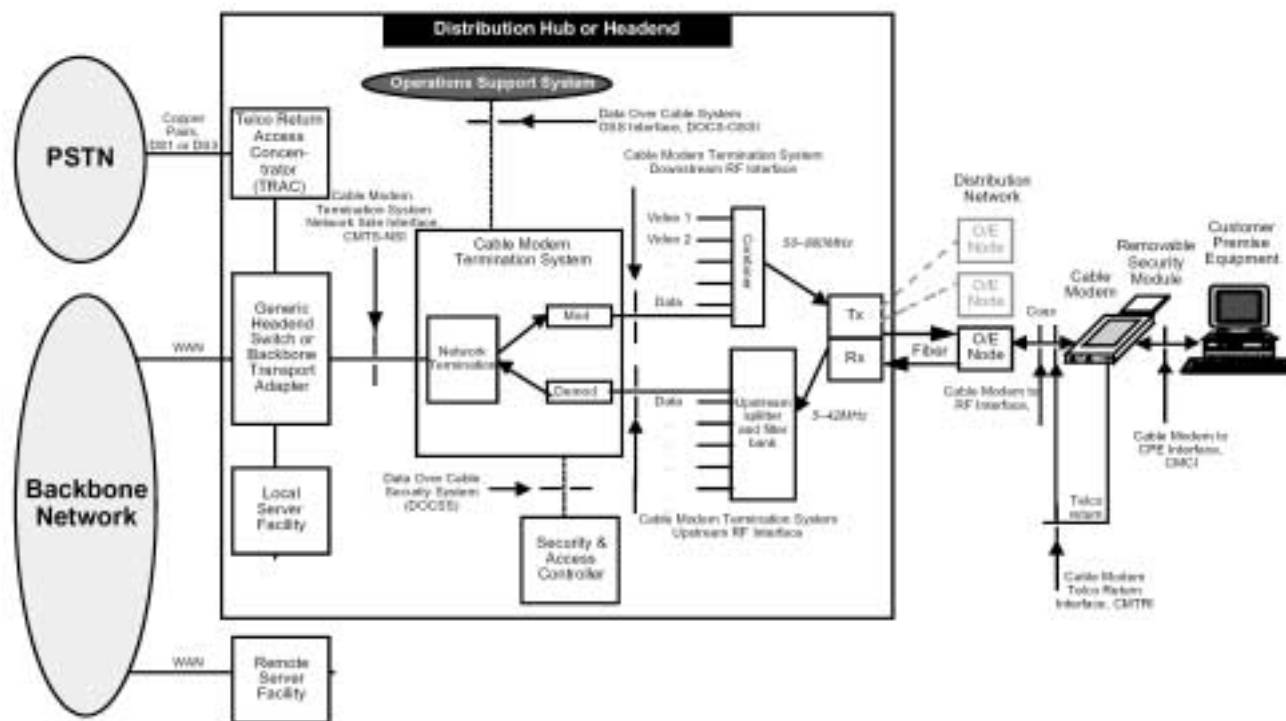 Distribution Hub or Headend
Operations Support System
PSTN
Copper
Pairs,
DS1 or DS3
Telco Return
Access
Concen-
trator
(TRAC)
Data Over Cable System
OSS Interface, DOCS-OSSI
Cable Modem Termination System
Downstream RF Interface
Cable Modem
Termination System
Network Side Interface,
CMTS-NSI
Cable Modem
Termination System
Video 1
Video 2
Data
Combiner
Distribution
Network
O/E
Node
O/E
Node
O/E
Node
Cable
Modem
Removable
Security
Module
Customer
Premise
Equipment
Backbone
Network
WAN
Generic
Headend
Switch or
Backbone
Transport
Adapter
Network
Termination
Mod
Demod
Tx
Rx
Fiber
Coax
5–42MHz
Data
Upstream
splitter
and filter
bank
Cable Modem to
RF Interface,
Cable Modem to
CPE Interface,
CMCI
Local
Server
Facility
Data Over Cable
Security System
(DOCSS)
Security &
Access
Controller
Cable Modem Termination System
Upstream RF Interface
Telco
return
Cable Modem
Telco Return
Interface, CMTRI
WAN
Remote
Server
Facility